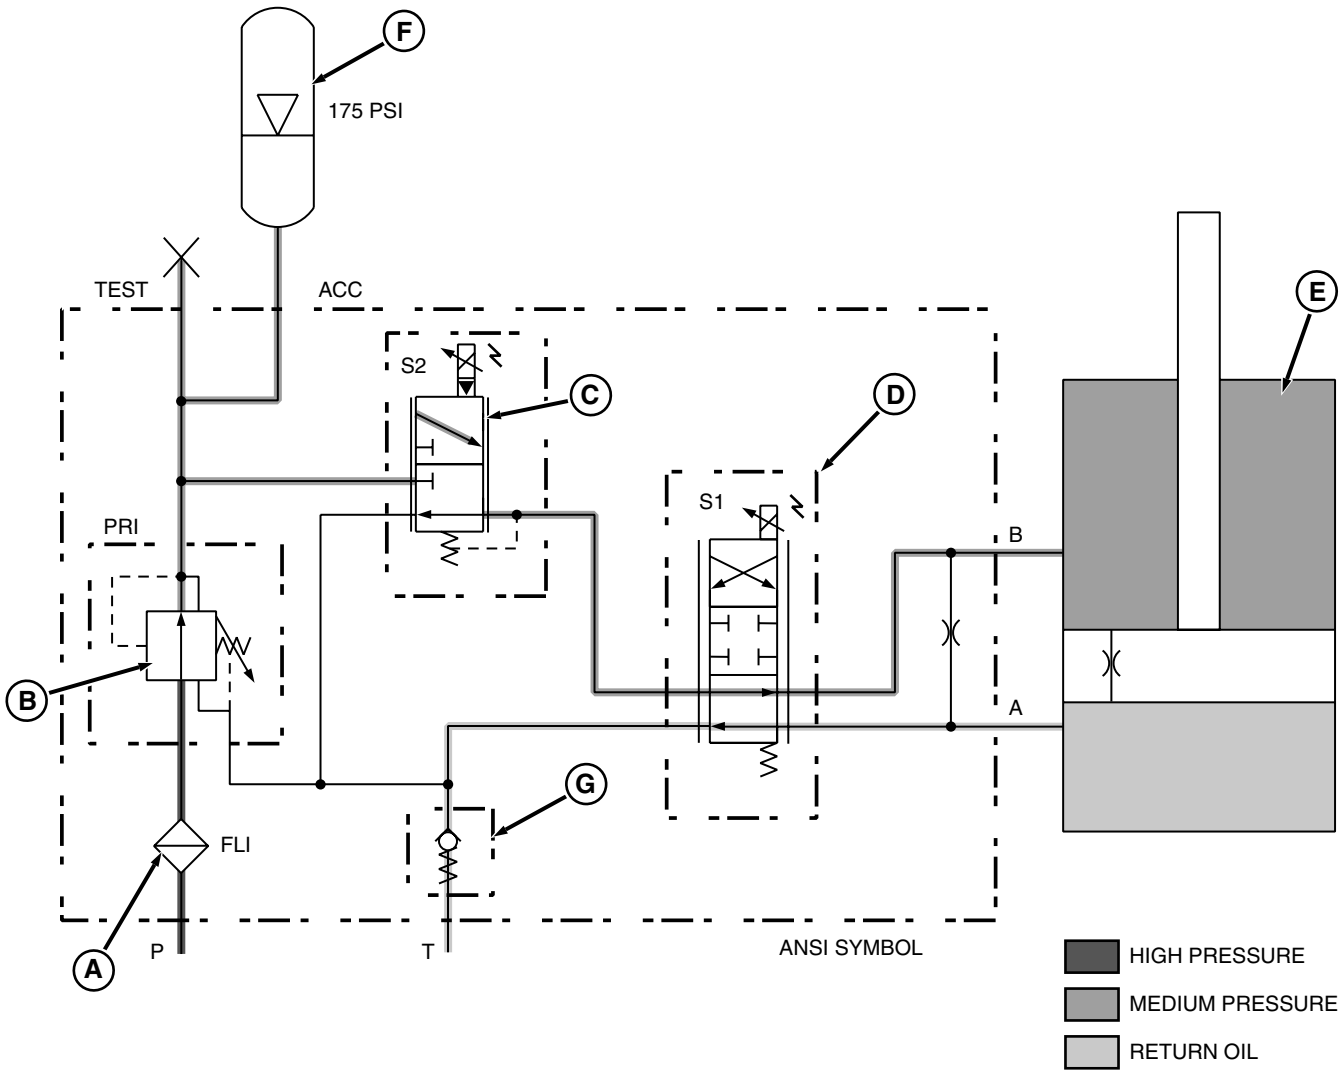 F
175 PSI
TEST
ACC
E
S2
C
D
S1
PRI
B
B
A
G
FLI
P
T
ANSI SYMBOL
A
HIGH PRESSURE
MEDIUM PRESSURE
RETURN OIL